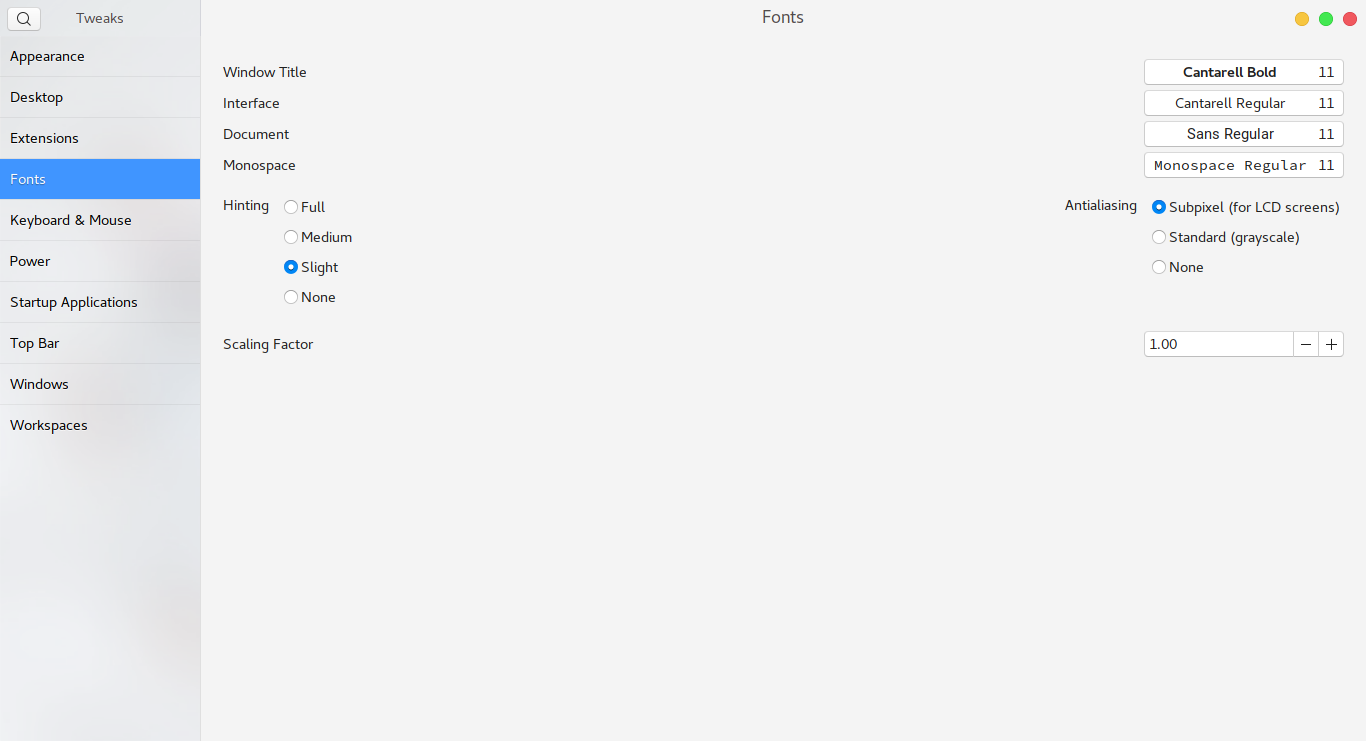 Tweaks
Fonts
Appearance
Desktop
Extensions
Fonts
Keyboard & Mouse
Power
Startup Applications
Top Bar
Windows
Workspaces
Window Title Cantarell Bold 11
Interface Cantarell Regular 11
Document Sans Regular 11
Monospace Monospace Regular 11
Hinting Full
Medium
Slight
None
Antialiasing Subpixel (for LCD screens)
Standard (grayscale)
None
Scaling Factor 1.00 − +